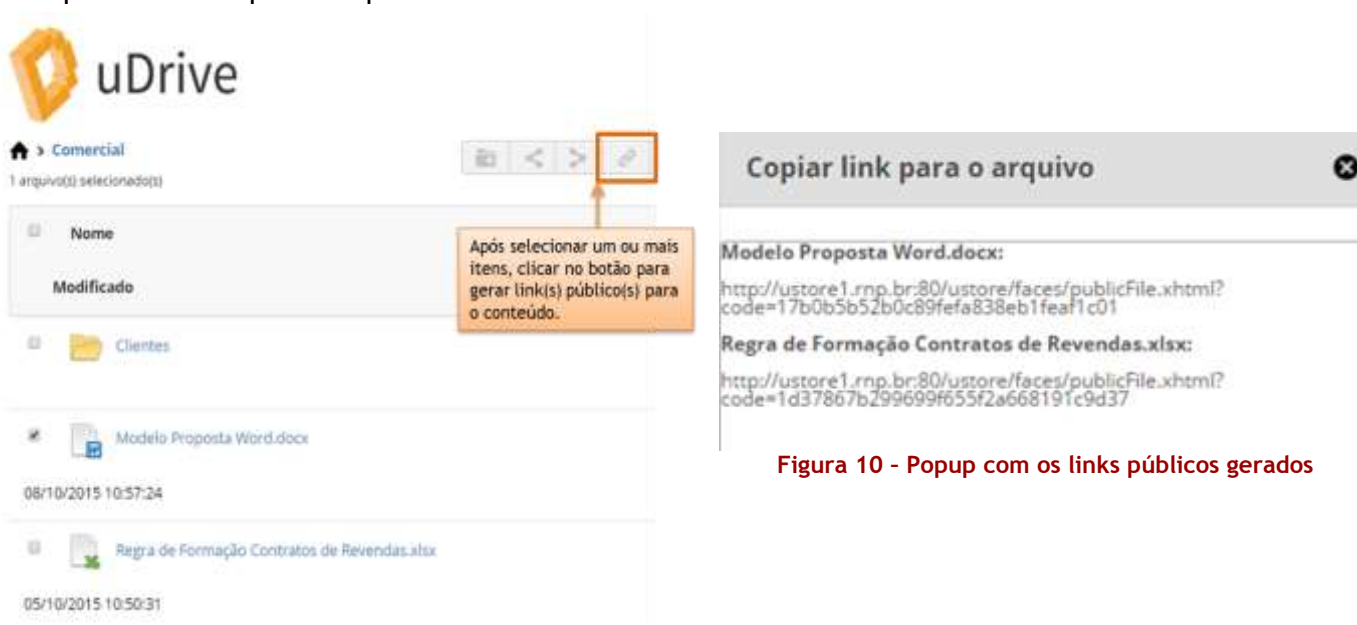 uDrive
> Comercial
1 arquivo(s) selecionado(s)
Nome
Modificado
Após selecionar um ou mais
itens, clicar no botão para
gerar link(s) público(s) para
o conteúdo.
Clientes
Modelo Proposta Word.docx
08/10/2015 10:57:24
Regra de Formação Contratos de Revendas.xlsx
05/10/2015 10:50:31
Copiar link para o arquivo
Modelo Proposta Word.docx:
http://ustore1.rnp.br:80/ustore/faces/publicFile.xhtml?
code=17b0b5b52b0c89fefa838eb1feaf1c01
Regra de Formação Contratos de Revendas.xlsx:
http://ustore1.rnp.br:80/ustore/faces/publicFile.xhtml?
code=1d37867b299699f655f2a668191c9d37
Figura 10 - Popup com os links públicos gerados